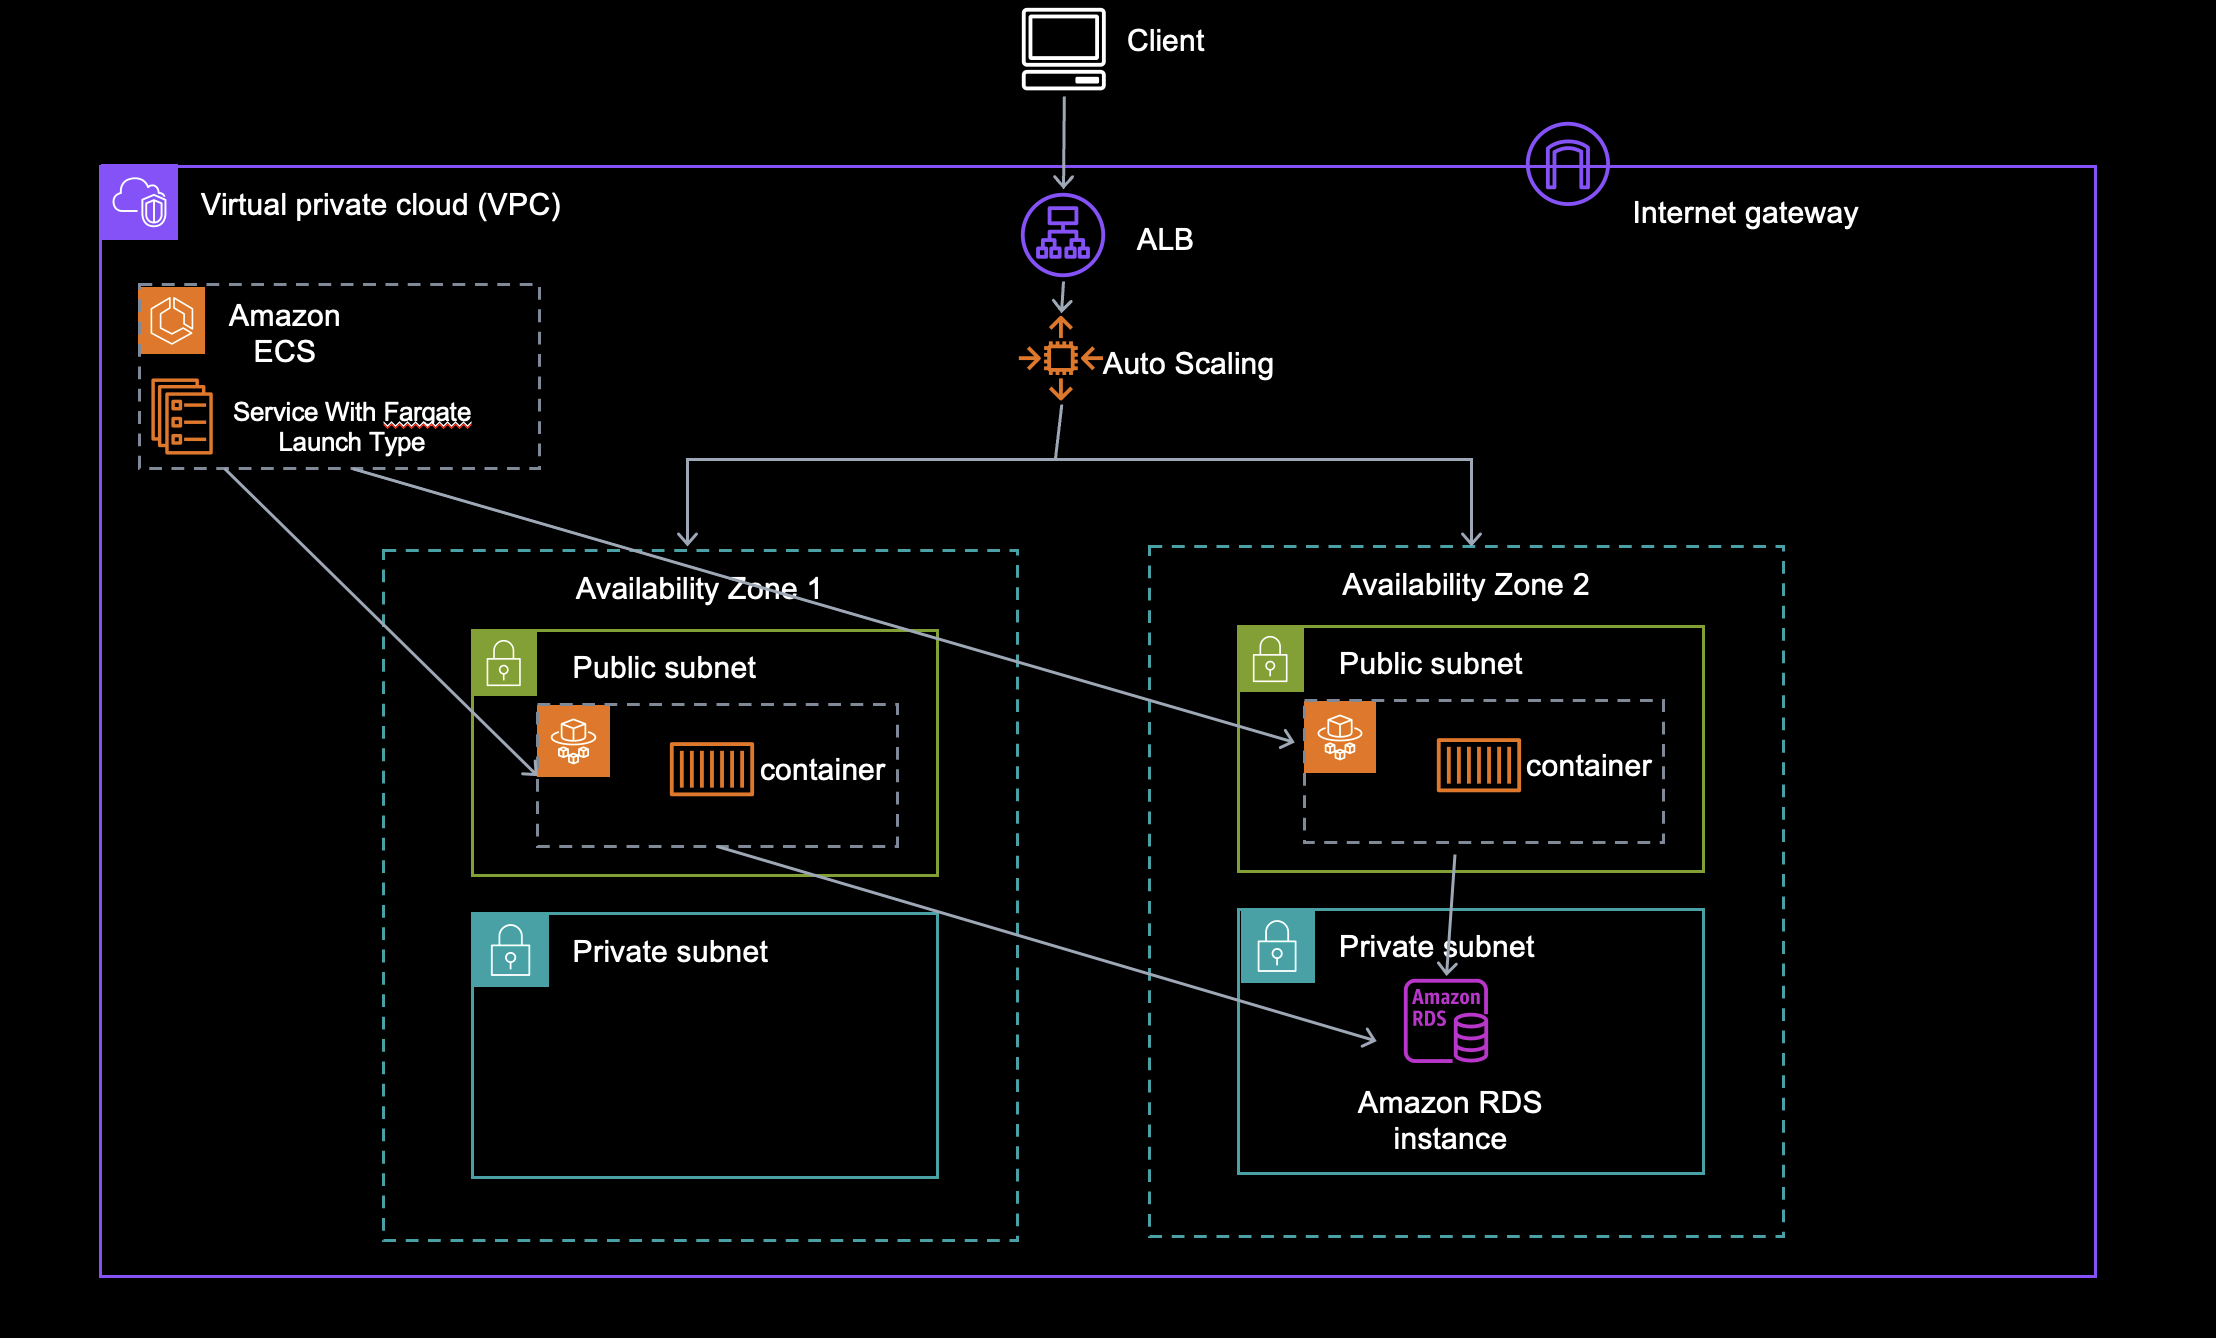 Client
Virtual private cloud (VPC)
Internet gateway
ALB
Amazon
ECS
Auto Scaling
Service With Fargate
Launch Type
Availability Zone 1
Availability Zone 2
Public subnet
Public subnet
container
container
Private subnet
Private subnet
Amazon
RDS
Amazon RDS
instance